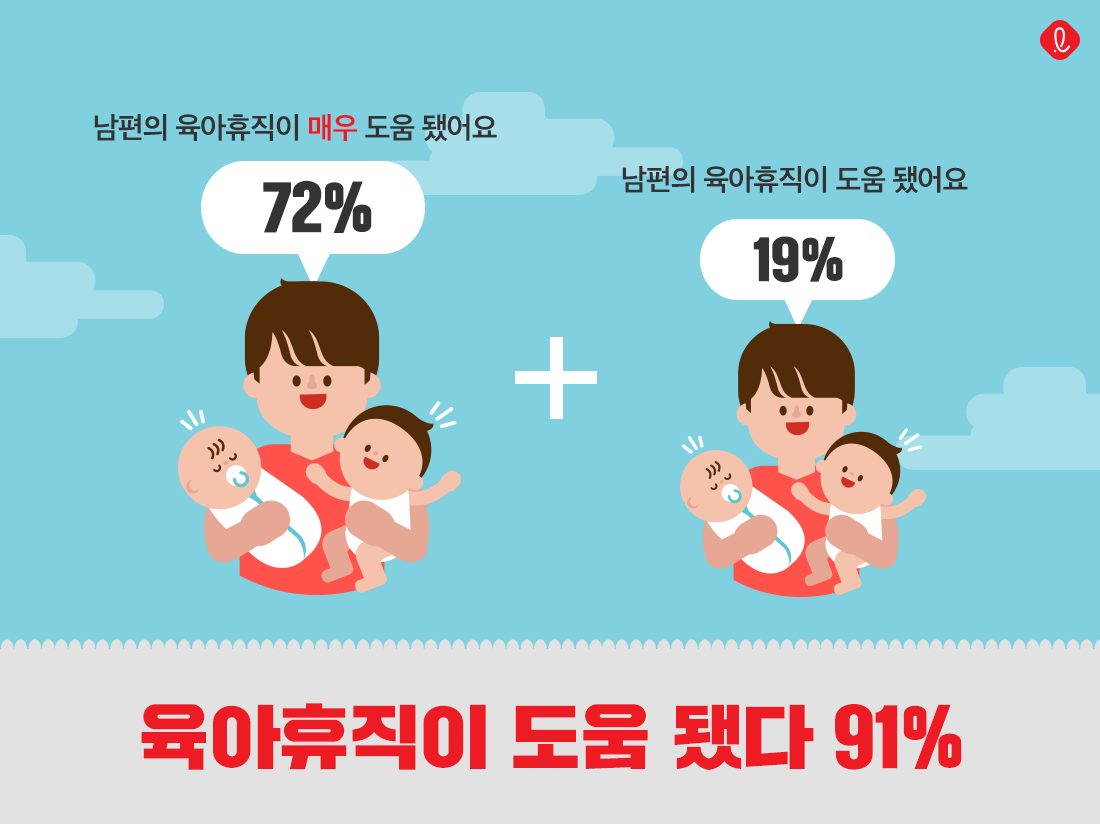 남편의 육아휴직이 매우 도움 됐어요
72%
남편의 육아휴직이 도움 됐어요
19%
육아휴직이 도움 됐다 91%